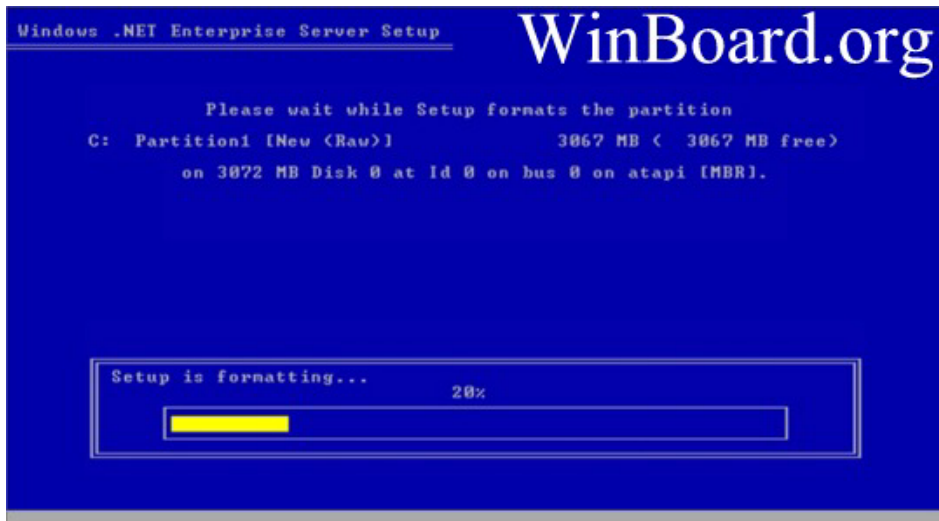 Windows .NET Enterprise Server Setup
WinBoard.org
Please wait while Setup formats the partition
C: Partition1 [New (Raw)] 3067 MB ( 3067 MB free)
on 3072 MB Disk 0 at Id 0 on bus 0 on atapi [MBR].
Setup is formatting...
20%